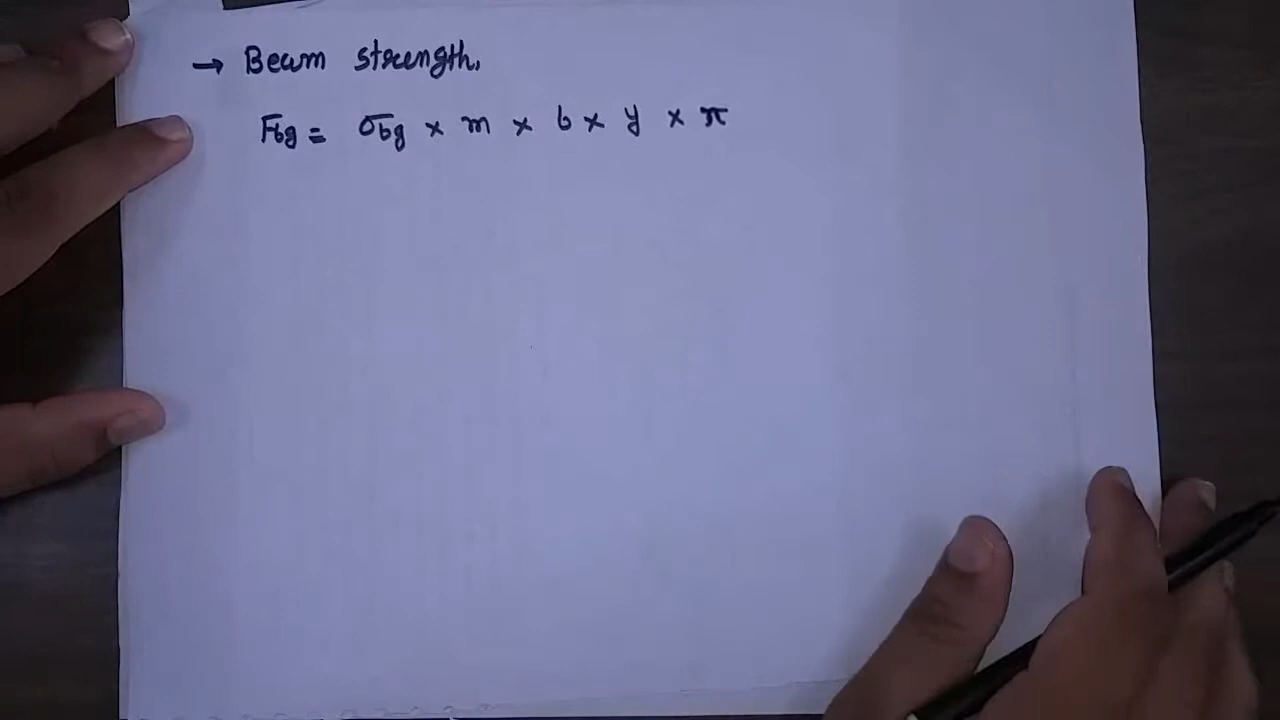 → Beam strength.
Fbg = σbg × m × b × y × π